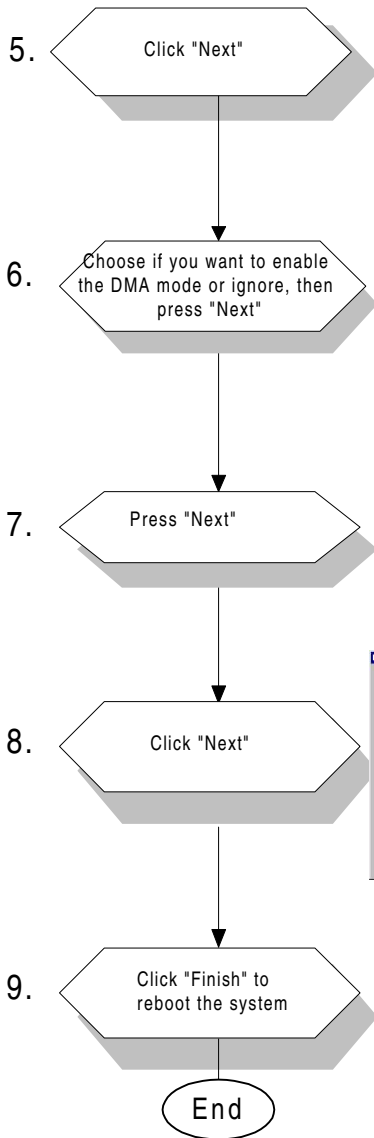 5.
Click "Next"
6.
Choose if you want to enable
the DMA mode or ignore, then
press "Next"
7.
Press "Next"
8.
Click "Next"
9.
Click "Finish" to
reboot the system
End